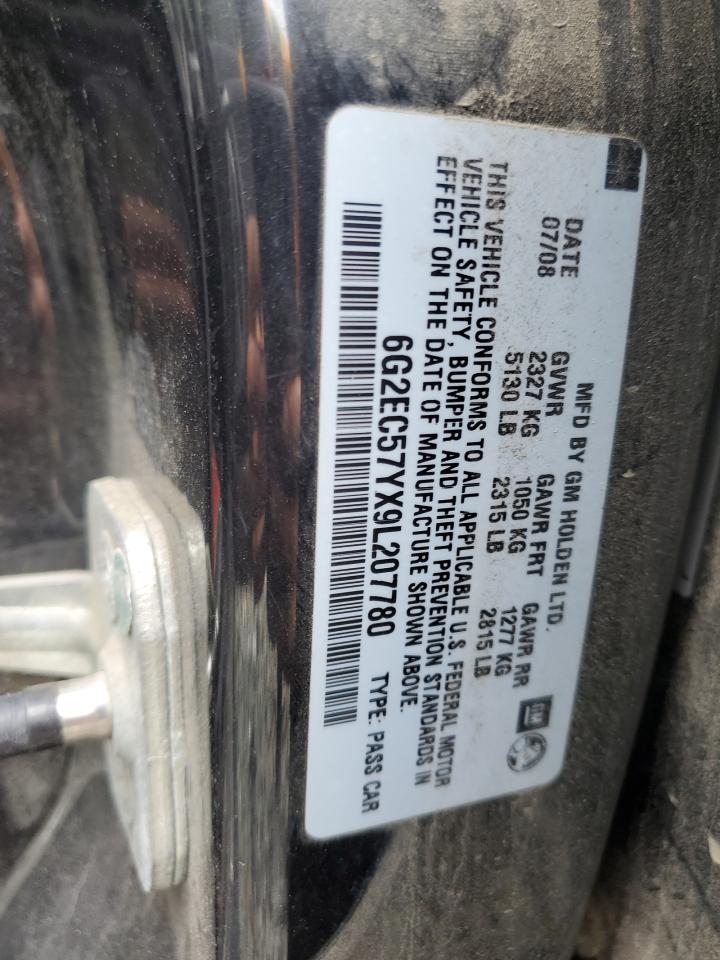 MFD BY GM HOLDEN LTD.
DATE GVWR GAWR FRT GAWR RR
07/08 2327 KG 1050 KG 1277 KG
5130 LB 2315 LB 2815 LB
GM
THIS VEHICLE CONFORMS TO ALL APPLICABLE U.S. FEDERAL MOTOR
VEHICLE SAFETY, BUMPER AND THEFT PREVENTION STANDARDS IN
EFFECT ON THE DATE OF MANUFACTURE SHOWN ABOVE.
6G2EC57YX9L207780 TYPE: PASS CAR